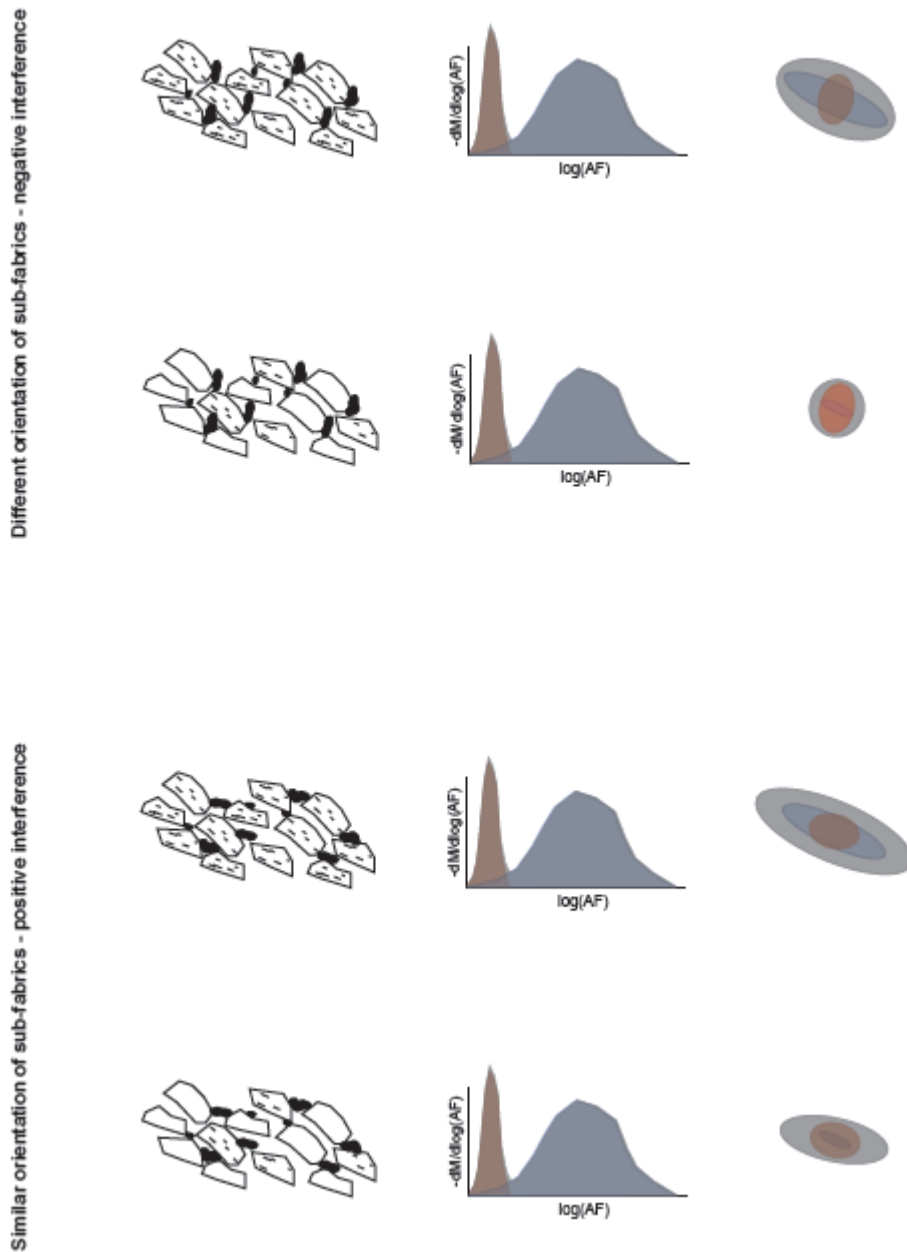 Different orientation of sub-fabrics - negative interference
-dM/dlog(AF)
log(AF)
-dM/dlog(AF)
log(AF)
Similar orientation of sub-fabrics - positive interference
-dM/dlog(AF)
log(AF)
-dM/dlog(AF)
log(AF)